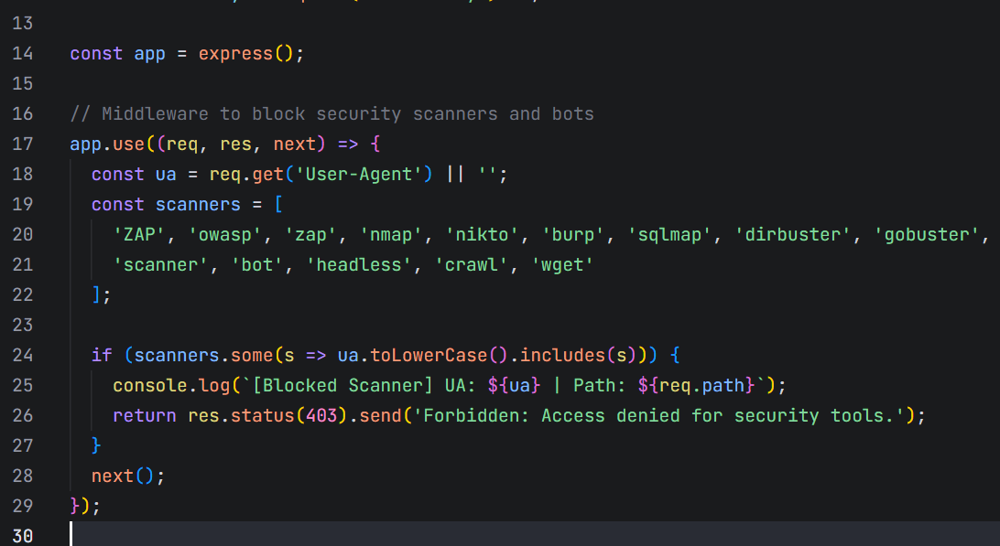 13
14 const app = express();
15
16 // Middleware to block security scanners and bots
17 app.use((req, res, next) => {
18   const ua = req.get('User-Agent') || '';
19   const scanners = [
20     'ZAP', 'owasp', 'zap', 'nmap', 'nikto', 'burp', 'sqlmap', 'dirbuster', 'gobuster',
21     'scanner', 'bot', 'headless', 'crawl', 'wget'
22   ];
23
24   if (scanners.some(s => ua.toLowerCase().includes(s))) {
25     console.log(`[Blocked Scanner] UA: ${ua} | Path: ${req.path}`);
26     return res.status(403).send('Forbidden: Access denied for security tools.');
27   }
28   next();
29 });
30